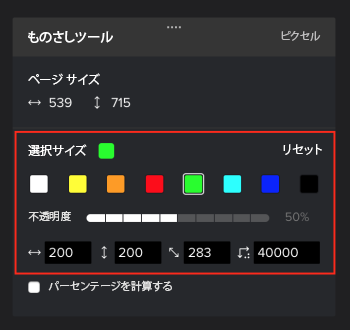 ものさしツール ピクセル
ページ サイズ
539 715
選択サイズ リセット
不透明度 50%
200 200 283 40000
パーセンテージを計算する